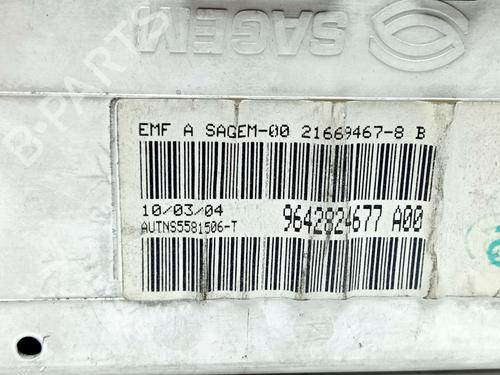 SAGEM
B-PARTS
EMF A SAGEM-00 21669467-8 B
10/03/04
9642824677 A00
AUTNS5581506-T